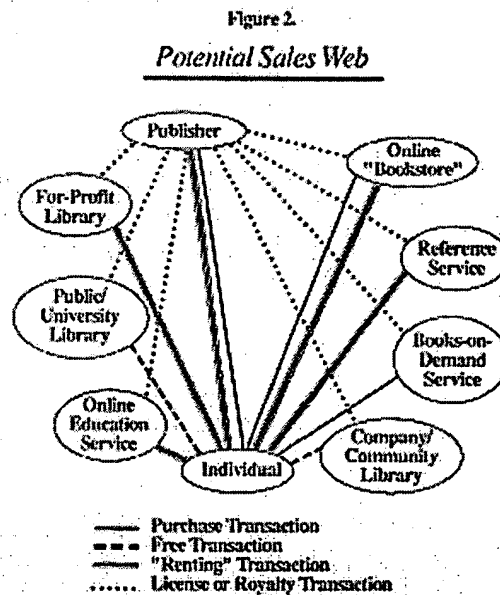 Figure 2.
Potential Sales Web
Publisher
Online
"Bookstore"
For-Profit
Library
Reference
Service
Public/
University
Library
Books-on-
Demand
Service
Online
Education
Service
Company/
Community
Library
Individual
Purchase Transaction
Free Transaction
"Renting" Transaction
License or Royalty Transaction